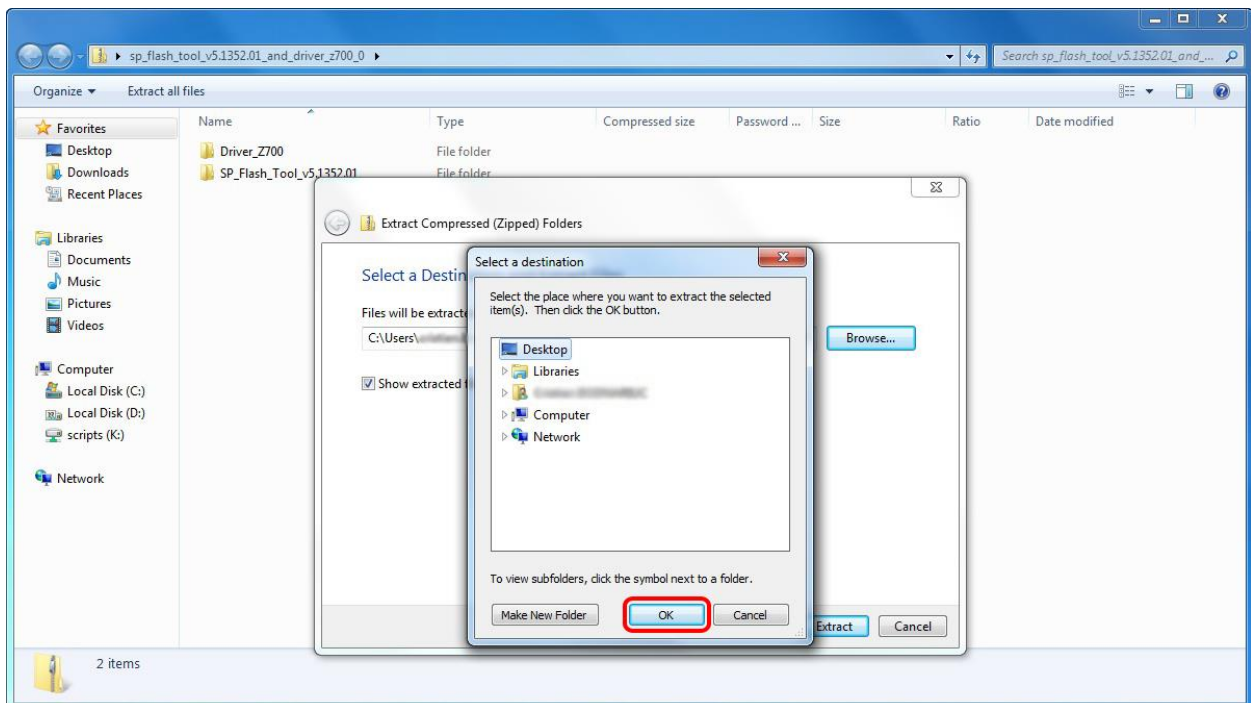 sp_flash_tool_v5.1352.01_and_driver_z700_0
Search sp_flash_tool_v5.1352.01_and_...
Organize Extract all files
Name Type Compressed size Password ... Size Ratio Date modified
Favorites
Desktop
Downloads
Recent Places
Libraries
Documents
Music
Pictures
Videos
Computer
Local Disk (C:)
Local Disk (D:)
scripts (K:)
Network
Driver_Z700 File folder
SP_Flash_Tool_v5.1352.01 File folder
Extract Compressed (Zipped) Folders
Select a Destin
Files will be extracte
C:\Users\
Browse...
Show extracted
Select a destination
Select the place where you want to extract the selected
item(s). Then click the OK button.
Desktop
Libraries
Computer
Network
To view subfolders, click the symbol next to a folder.
Make New Folder OK Cancel
Extract Cancel
2 items